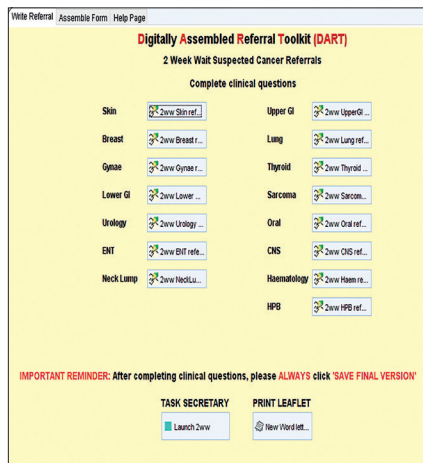 Write Referral Assemble Form Help Page
Digitally Assembled Referral Toolkit (DART)
2 Week Wait Suspected Cancer Referrals
Complete clinical questions
Skin 2ww Skin ref... Upper GI 2ww UpperGI ...
Breast 2ww Breast r... Lung 2ww Lung ref...
Gynae 2ww Gynae r... Thyroid 2ww Thyroid ...
Lower GI 2ww Lower ... Sarcoma 2ww Sarcom...
Urology 2ww Urology ... Oral 2ww Oral ref...
ENT 2ww ENT refe... CNS 2ww CNS ref...
Neck Lump 2ww NeckLu... Haematology 2ww Haem re...
HPB 2ww HPB ref...
IMPORTANT REMINDER: After completing clinical questions, please ALWAYS click 'SAVE FINAL VERSION'
TASK SECRETARY PRINT LEAFLET
Launch 2ww New Word lett...